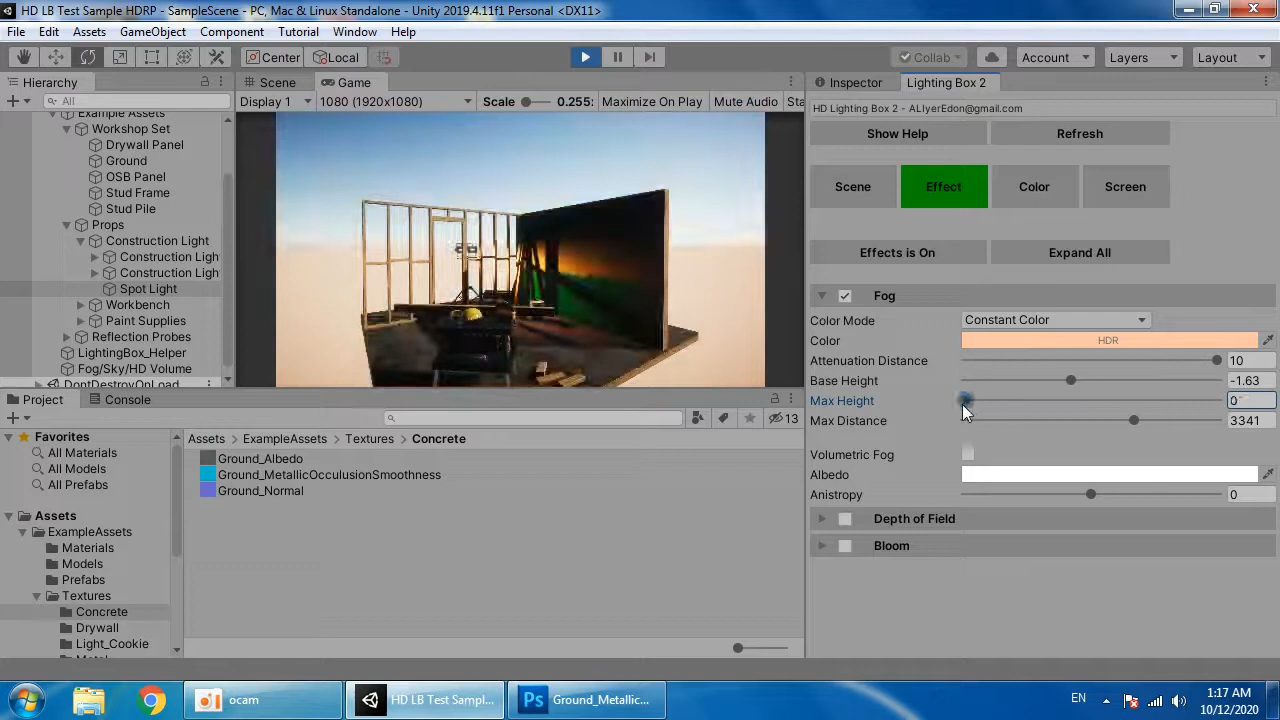 HD LB Test Sample HDRP - SampleScene - PC, Mac & Linux Standalone - Unity 2019.4.11f1 Personal <DX11>
File Edit Assets GameObject Component Tutorial Window Help
Center Local Collab Account Layers Layout
Hierarchy Scene Game Inspector Lighting Box 2
All Display 1 1080 (1920x1080) Scale 0.255: Maximize On Play Mute Audio Sta HD Lighting Box 2 - ALIyerEdon@gmail.com
Example Assets
Workshop Set
Drywall Panel
Ground
OSB Panel
Stud Frame
Stud Pile
Props
Construction Light
Construction Ligh
Construction Ligh
Spot Light
Workbench
Paint Supplies
Reflection Probes
LightingBox_Helper
Fog/Sky/HD Volume
DontDestroyOnLoad
Show Help Refresh
Scene Effect Color Screen
Effects is On Expand All
Fog
Color Mode Constant Color
Color HDR
Attenuation Distance 10
Base Height -1.63
Max Height 0
Max Distance 3341
Volumetric Fog
Albedo
Anistropy 0
Depth of Field
Bloom
Project Console
13
Favorites
All Materials
All Models
All Prefabs
Assets
ExampleAssets
Materials
Models
Prefabs
Textures
Concrete
Drywall
Light_Cookie
Assets ExampleAssets Textures Concrete
Ground_Albedo
Ground_MetallicOcculusionSmoothness
Ground_Normal
ocam HD LB Test Sampl... Ps Ground_Metallic... EN 1:17 AM
10/12/2020